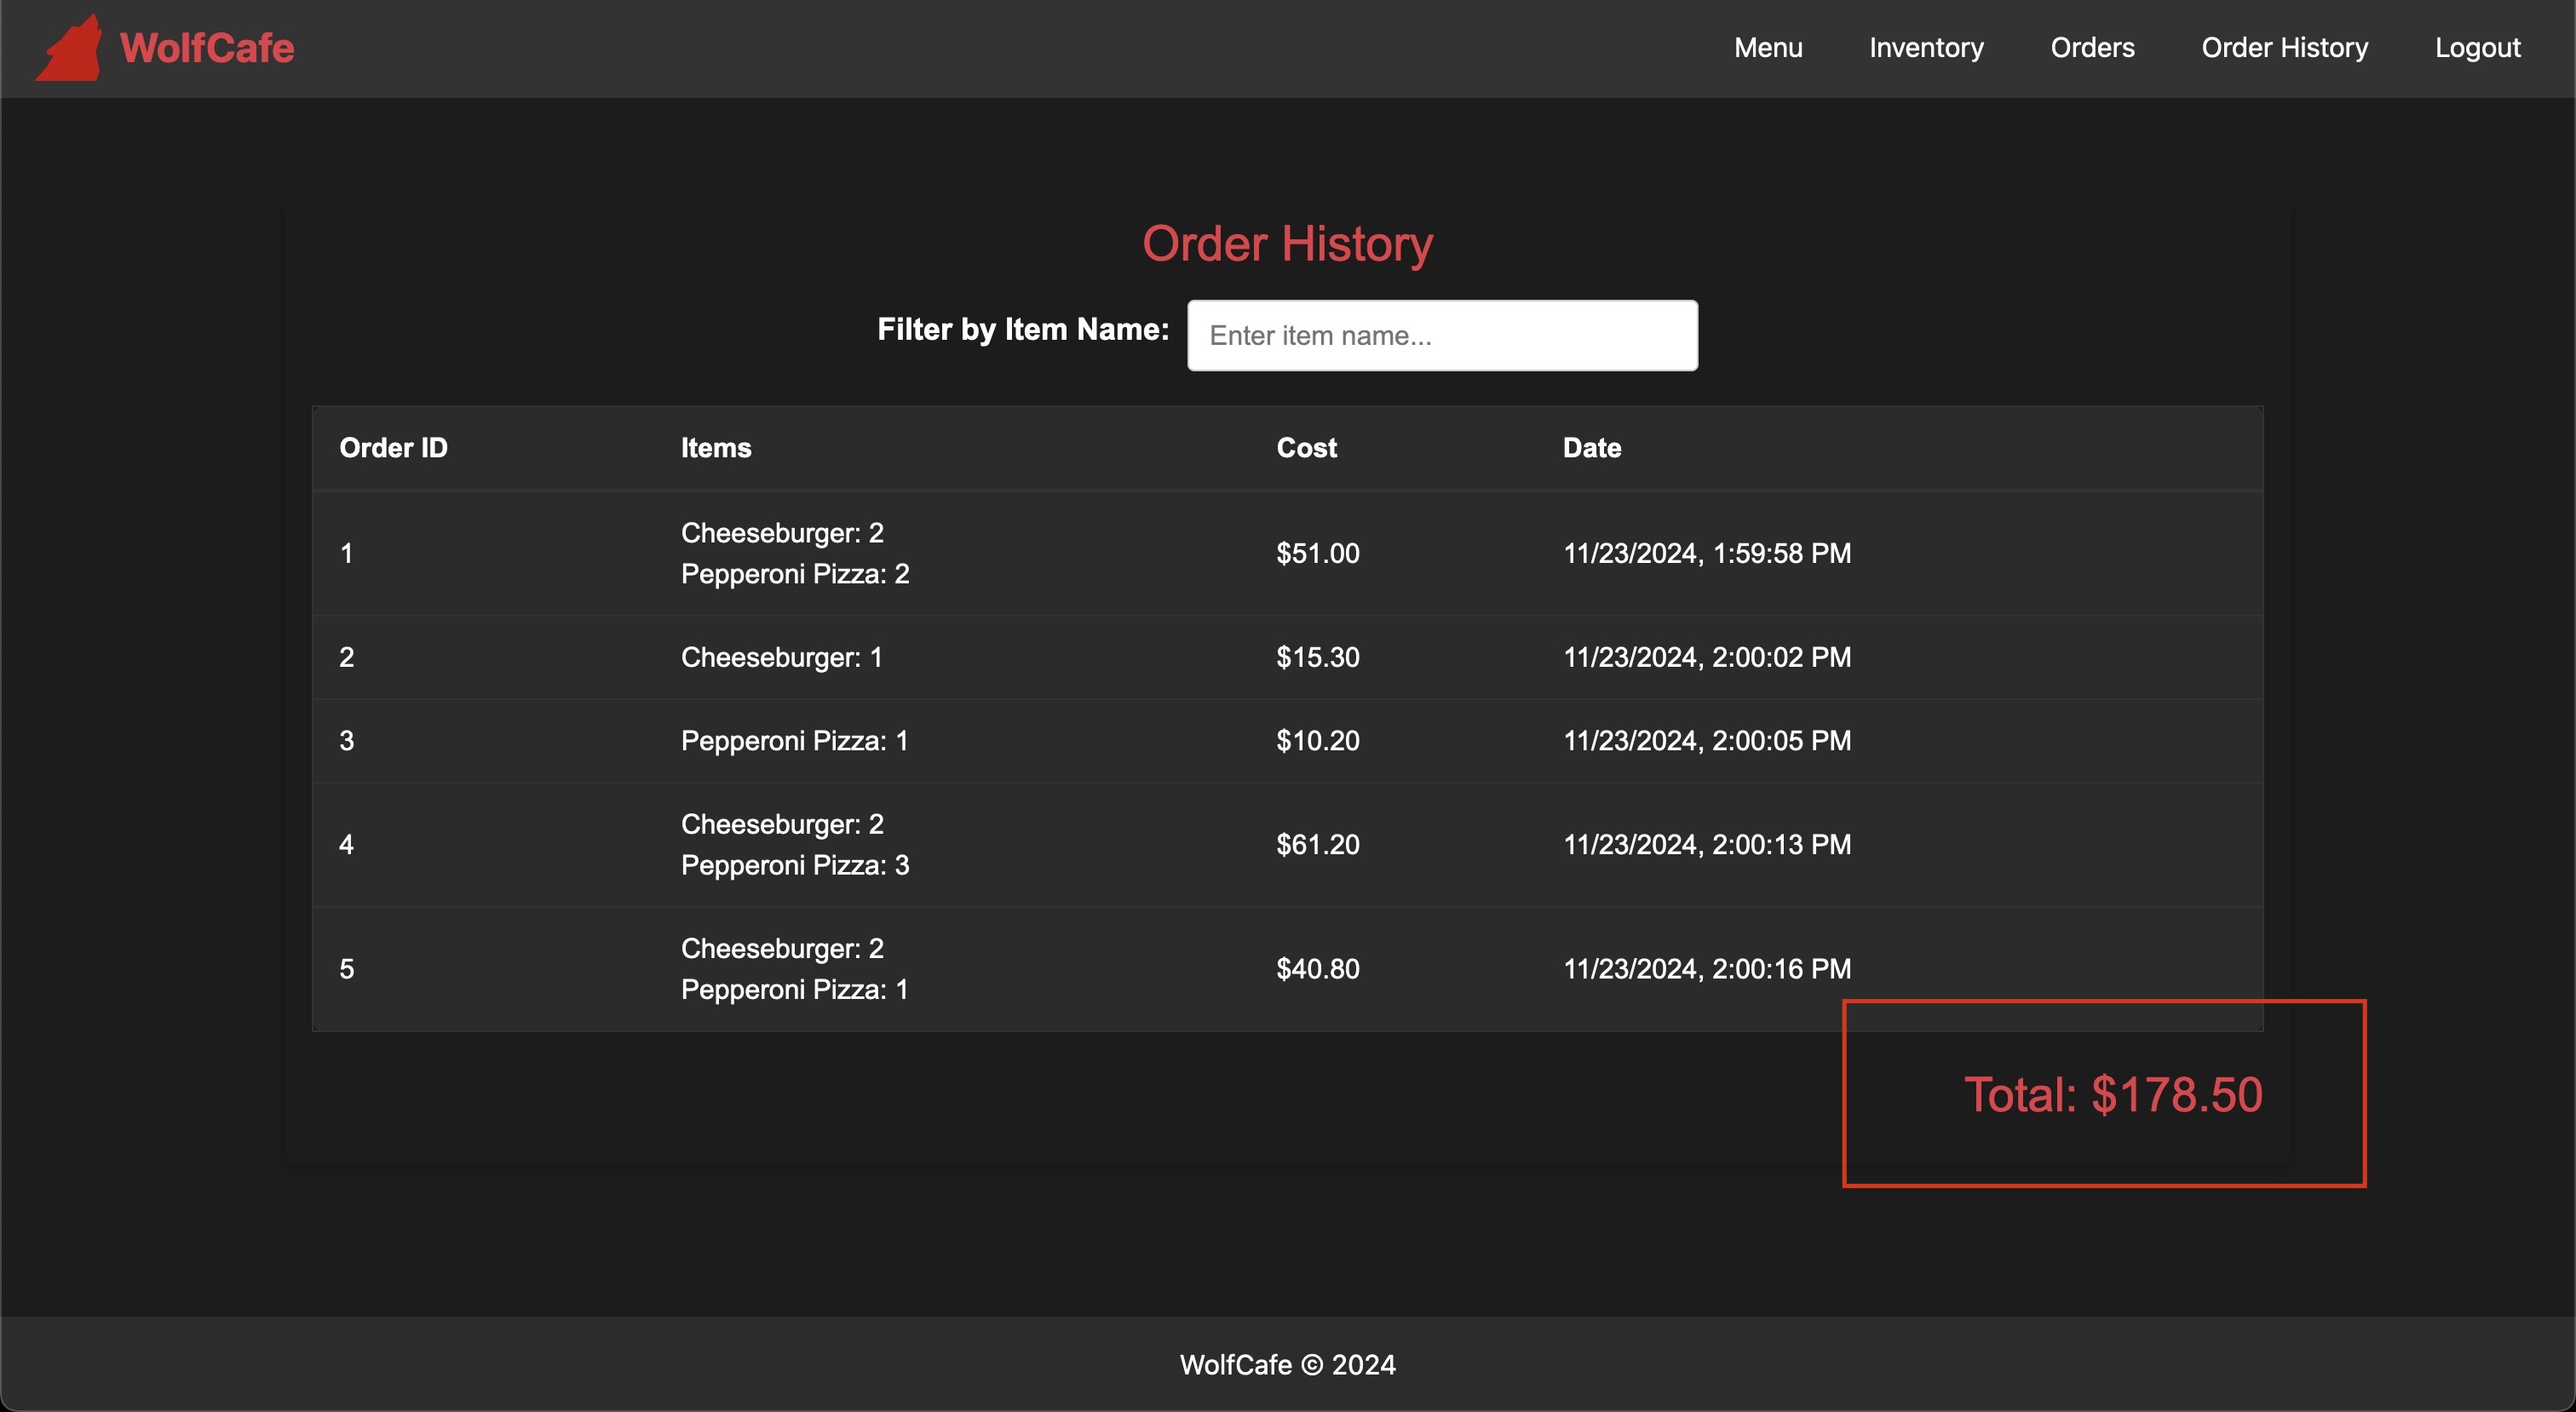 WolfCafe
Menu Inventory Orders Order History Logout
Order History
Filter by Item Name: Enter item name...
Order ID Items Cost Date
1 Cheeseburger: 2 $51.00 11/23/2024, 1:59:58 PM
Pepperoni Pizza: 2
2 Cheeseburger: 1 $15.30 11/23/2024, 2:00:02 PM
3 Pepperoni Pizza: 1 $10.20 11/23/2024, 2:00:05 PM
4 Cheeseburger: 2 $61.20 11/23/2024, 2:00:13 PM
Pepperoni Pizza: 3
5 Cheeseburger: 2 $40.80 11/23/2024, 2:00:16 PM
Pepperoni Pizza: 1
Total: $178.50
WolfCafe © 2024